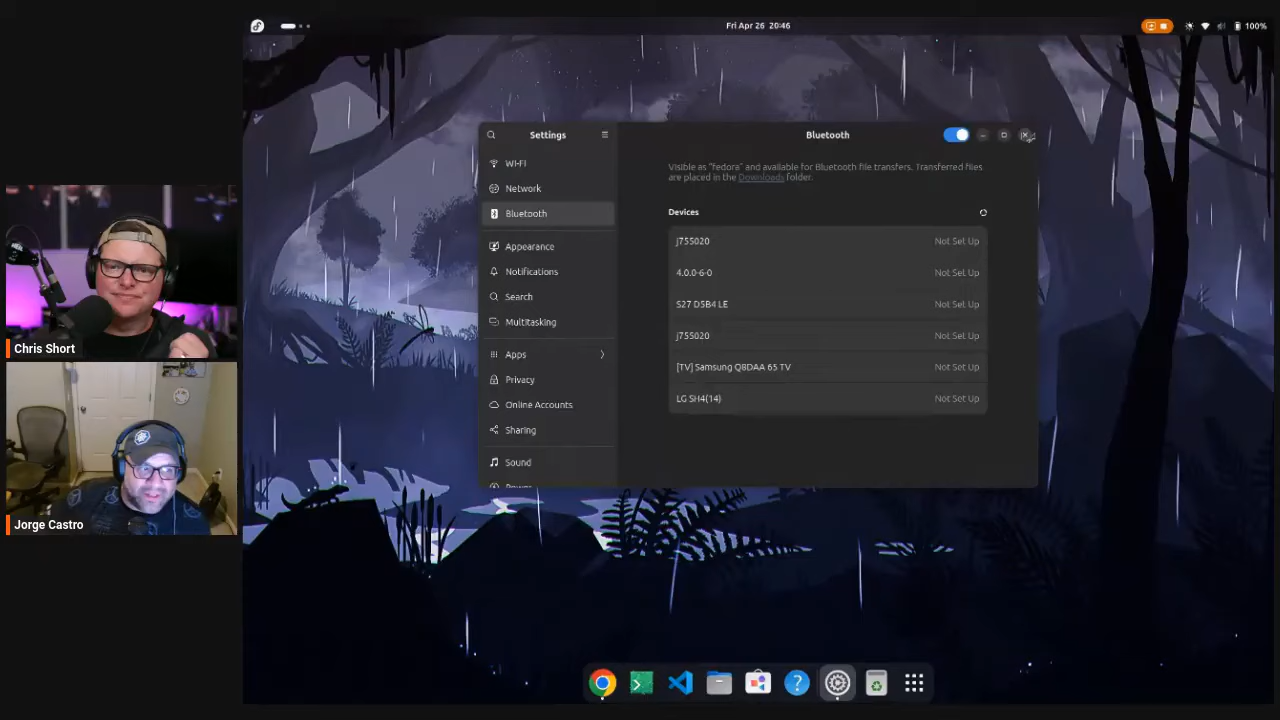 Fri Apr 26 20:46
100%
Settings
Bluetooth
Wi-Fi
Network
Bluetooth
Appearance
Notifications
Search
Multitasking
Apps
Privacy
Online Accounts
Sharing
Sound
Visible as "fedora" and available for Bluetooth file transfers. Transferred files
are placed in the Downloads folder.
Devices
J755020 Not Set Up
4.0.0-6-0 Not Set Up
S27 D5B4 LE Not Set Up
j755020 Not Set Up
[TV] Samsung Q8DAA 65 TV Not Set Up
LG SH4(14) Not Set Up
Chris Short
Jorge Castro